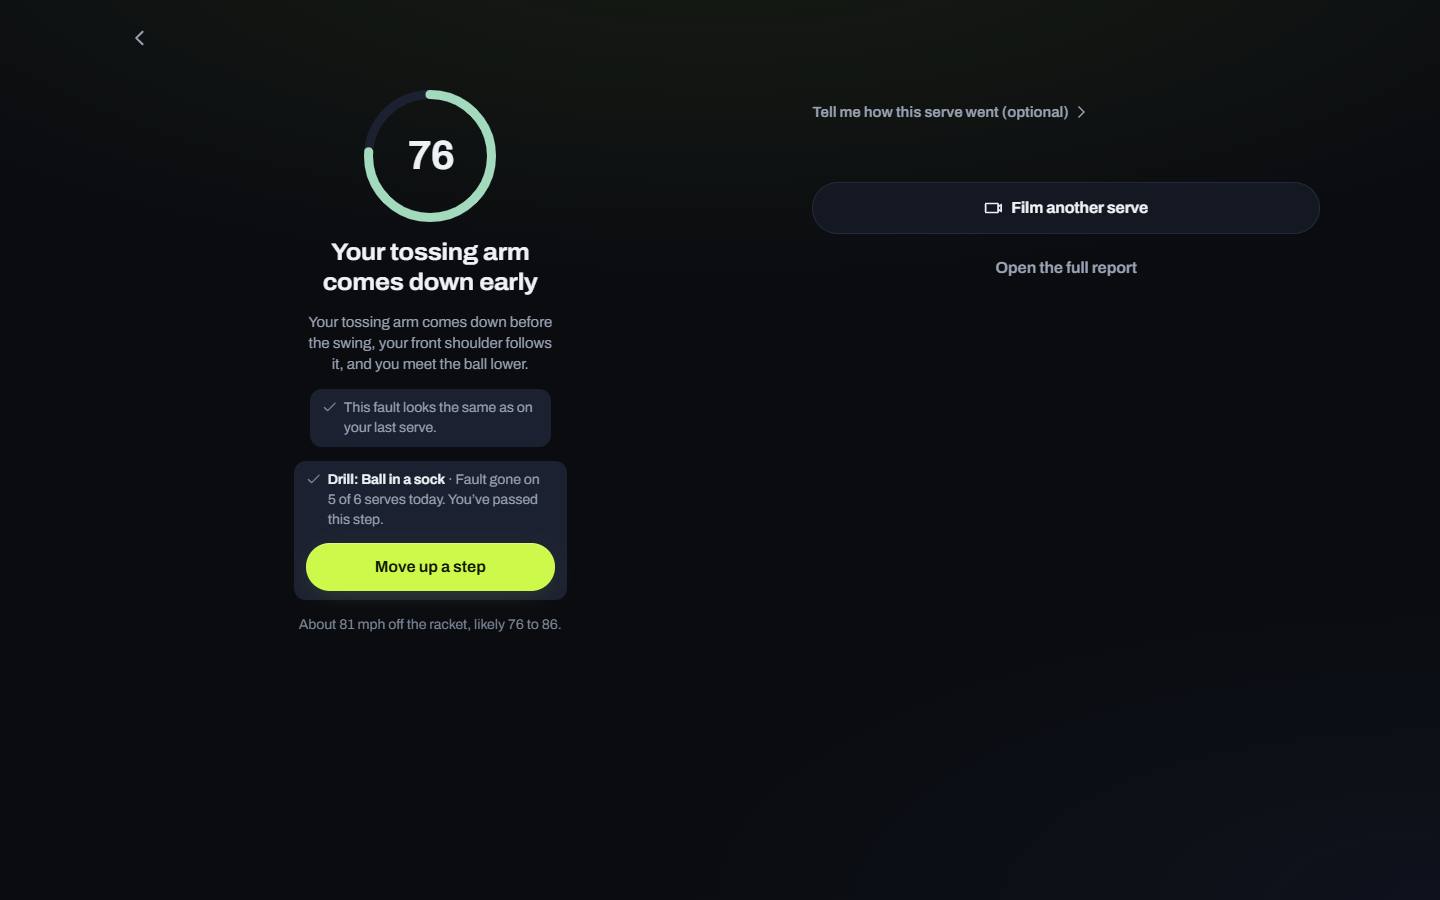 76
Your tossing arm
comes down early
Your tossing arm comes down before
the swing, your front shoulder follows
it, and you meet the ball lower.
This fault looks the same as on
your last serve.
Drill: Ball in a sock · Fault gone on
5 of 6 serves today. You’ve passed
this step.
Move up a step
About 81 mph off the racket, likely 76 to 86.
Tell me how this serve went (optional)
Film another serve
Open the full report